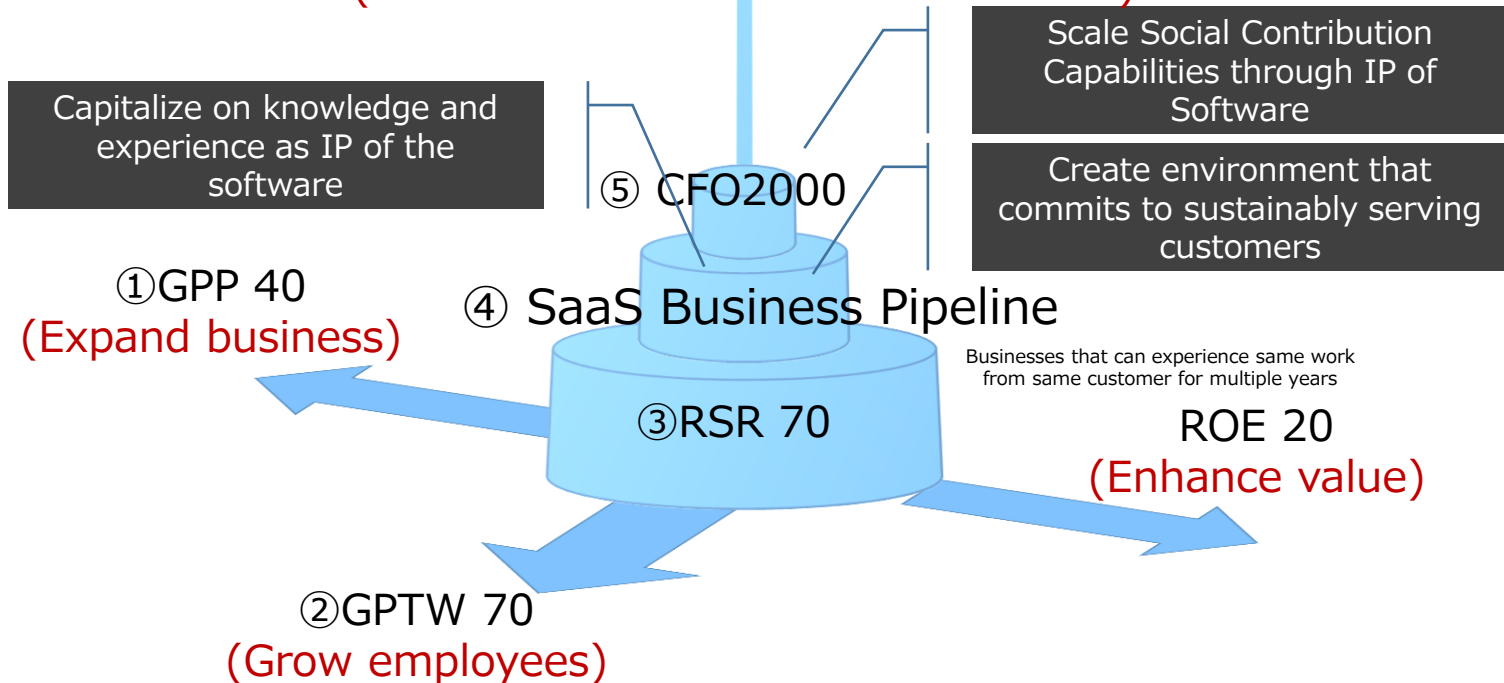 (
)
Scale Social Contribution
Capabilities through IP of
Software
Capitalize on knowledge and
experience as IP of the
software
⑤ CFO2000
Create environment that
commits to sustainably serving
customers
①GPP 40
(Expand business)
④ SaaS Business Pipeline
Businesses that can experience same work
from same customer for multiple years
③RSR 70
ROE 20
(Enhance value)
②GPTW 70
(Grow employees)